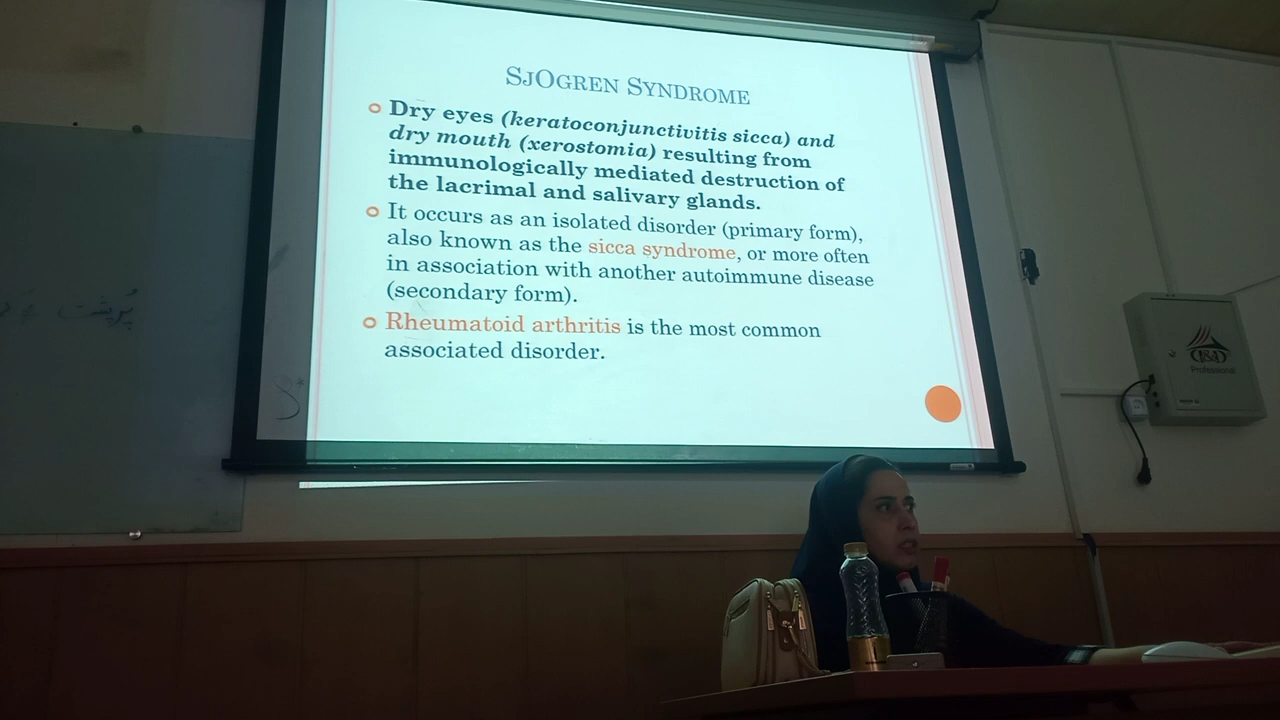 SJOGREN SYNDROME
Dry eyes (keratoconjunctivitis sicca) and
dry mouth (xerostomia) resulting from
immunologically mediated destruction of
the lacrimal and salivary glands.
It occurs as an isolated disorder (primary form),
also known as the sicca syndrome, or more often
in association with another autoimmune disease
(secondary form).
Rheumatoid arthritis is the most common
associated disorder.
Professional